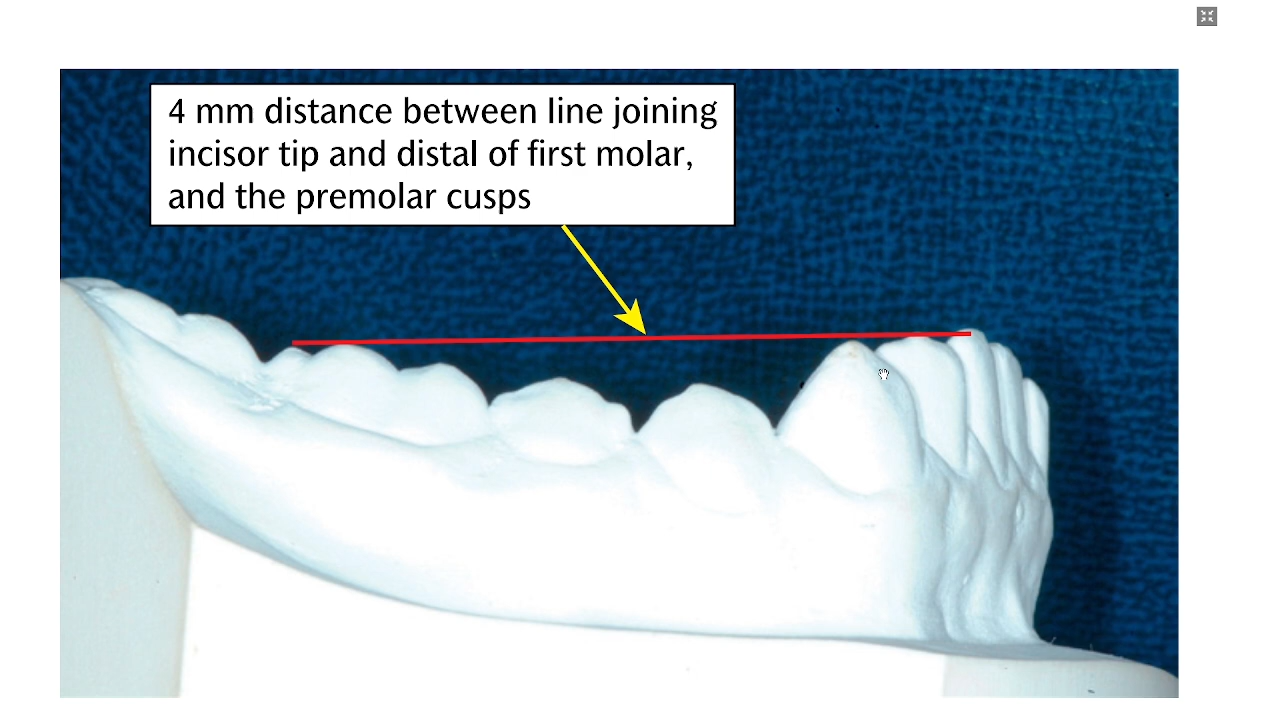 4 mm distance between line joining
incisor tip and distal of first molar,
and the premolar cusps